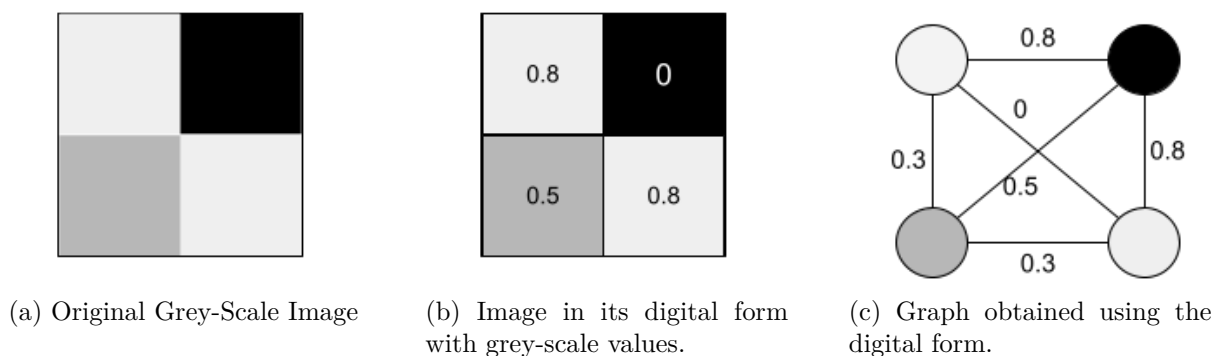 0.8
0
0.5
0.8
0.8
0
0.3
0.8
0.5
0.3
(a) Original Grey-Scale Image
(b) Image in its digital form
with grey-scale values.
(c) Graph obtained using the
digital form.